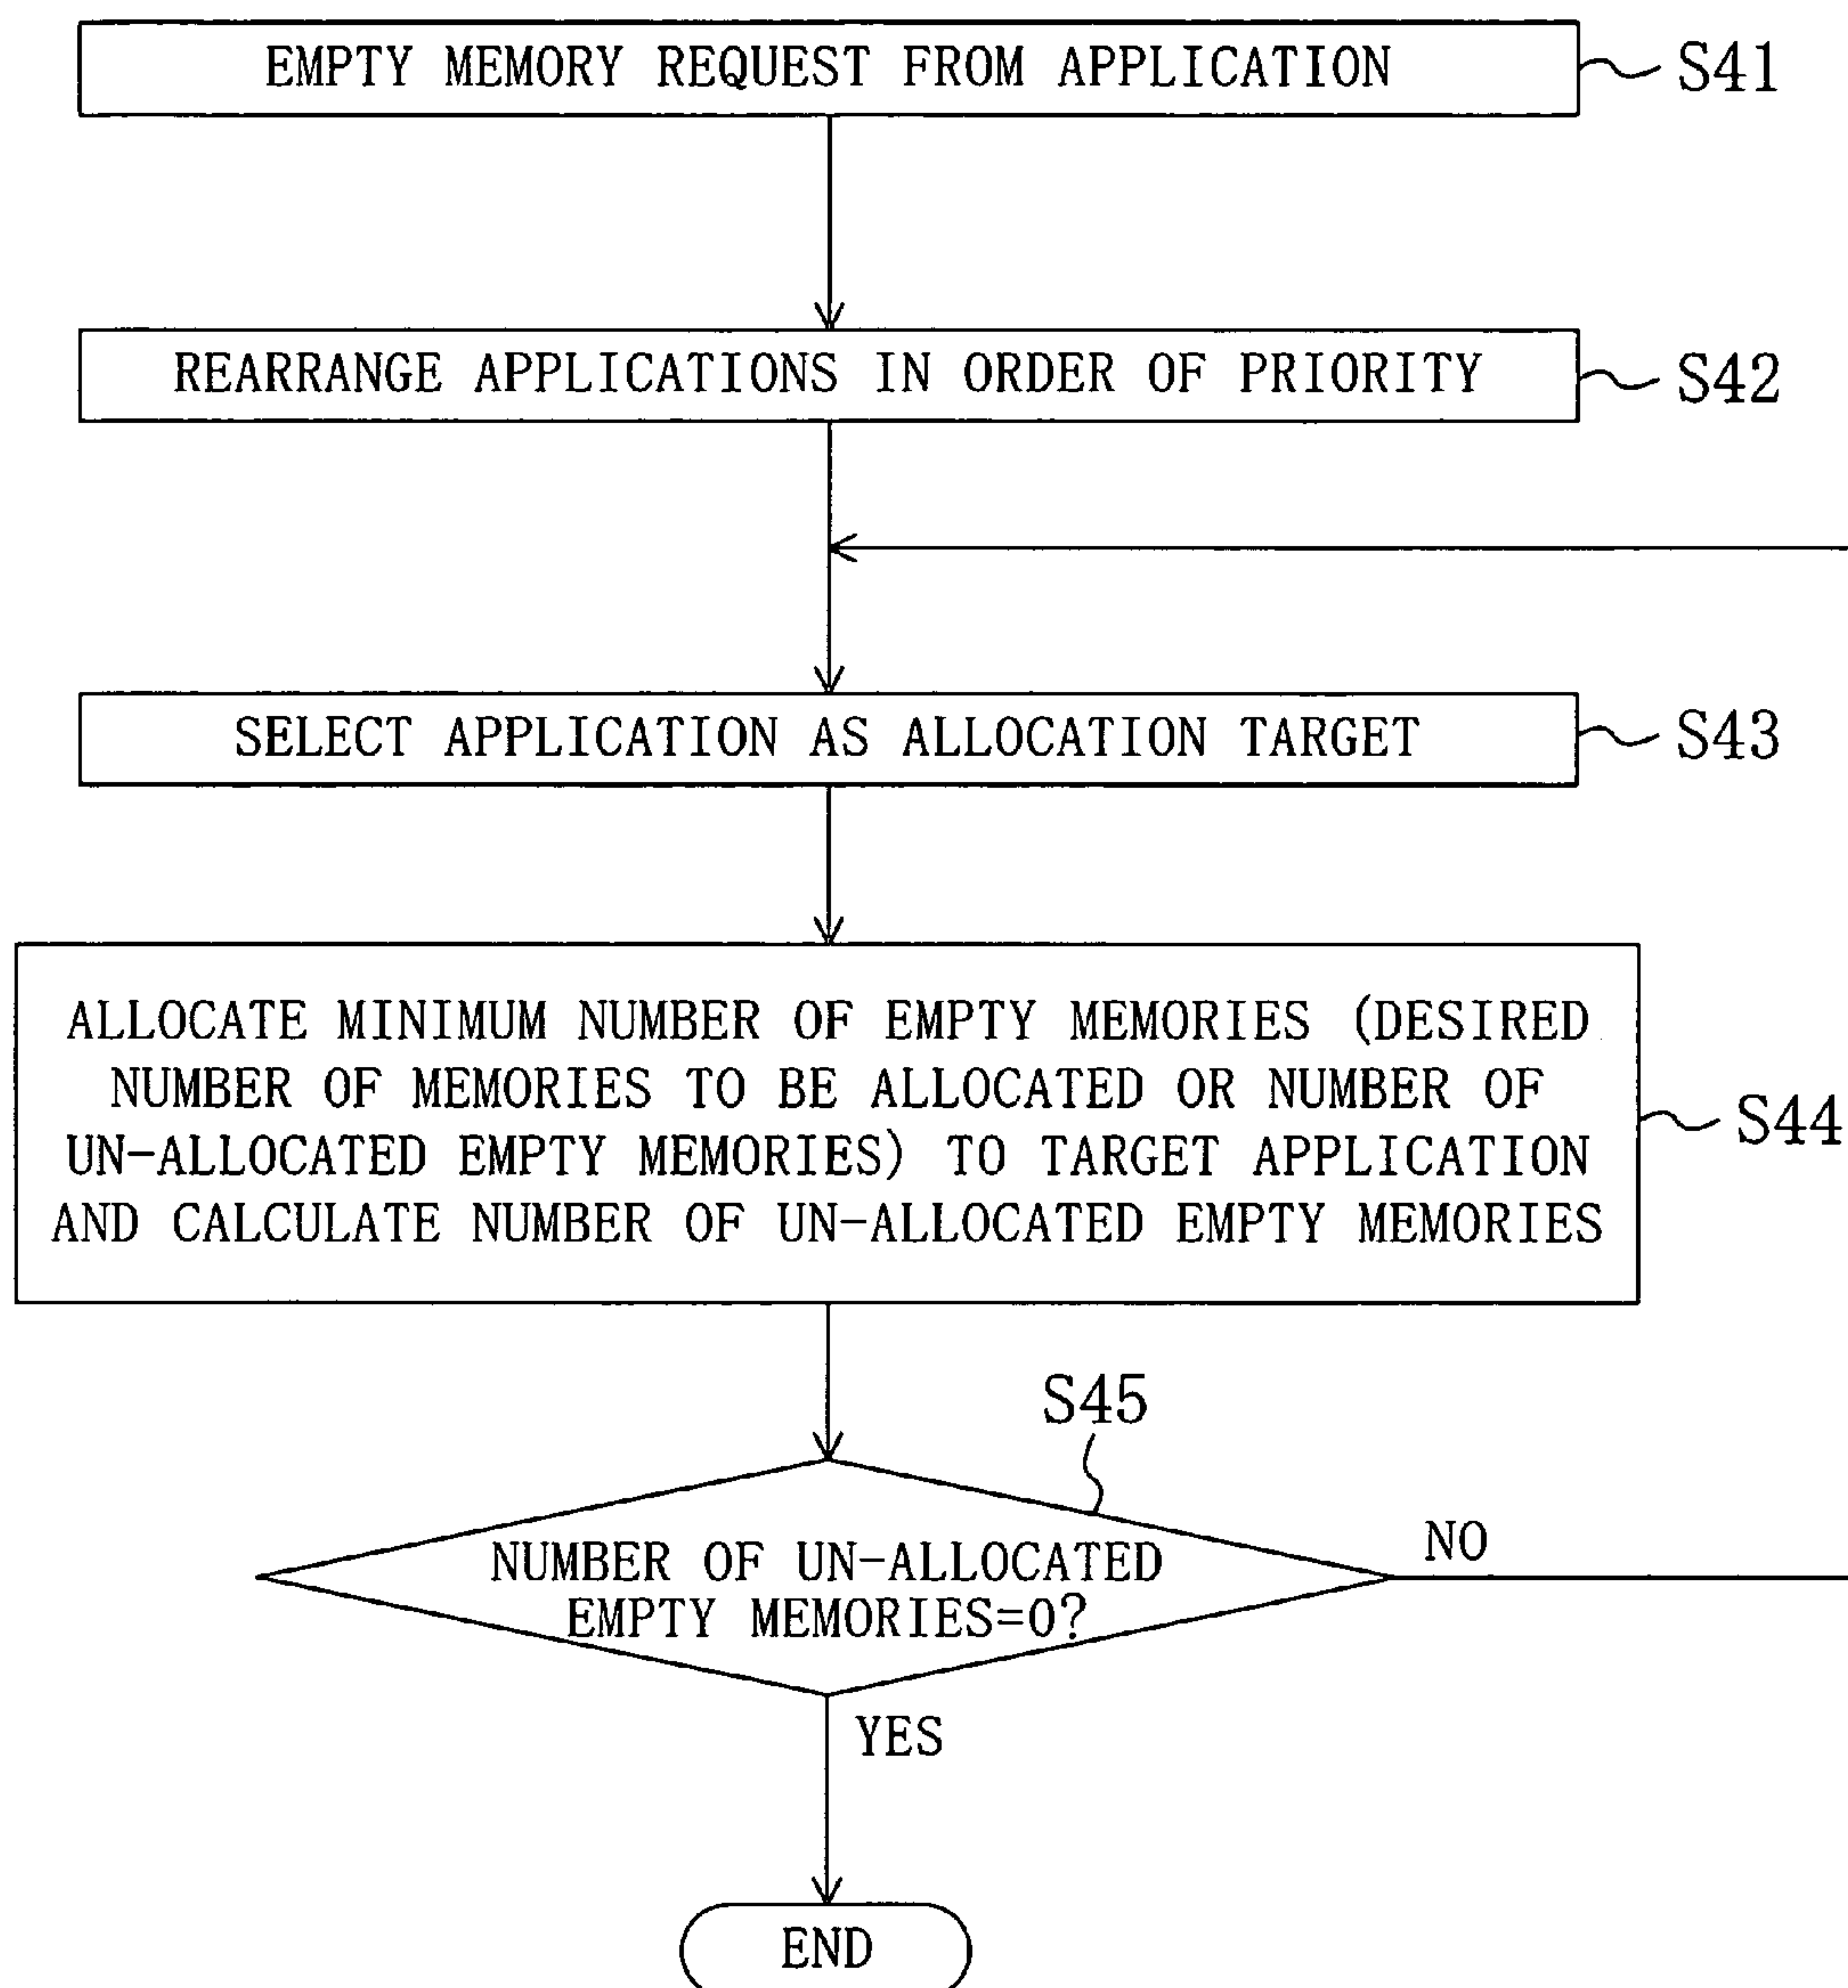 EMPTY MEMORY REQUEST FROM APPLICATION
S41
REARRANGE APPLICATIONS IN ORDER OF PRIORITY
S42
SELECT APPLICATION AS ALLOCATION TARGET
S43
ALLOCATE MINIMUM NUMBER OF EMPTY MEMORIES (DESIRED
NUMBER OF MEMORIES TO BE ALLOCATED OR NUMBER OF
UN-ALLOCATED EMPTY MEMORIES) TO TARGET APPLICATION
AND CALCULATE NUMBER OF UN-ALLOCATED EMPTY MEMORIES
S44
S45
NUMBER OF UN-ALLOCATED
EMPTY MEMORIES=0?
NO
YES
END